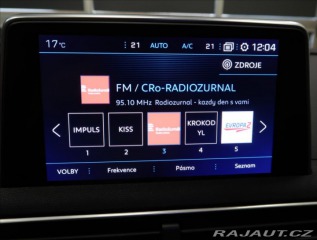 17°C 21 AUTO A/C 21 12:04
ZDROJE
FM / CRo-RADIOZURNAL
95.10 MHz Radiozurnal - kazdy den s vami
IMPULS KISS KROKOD YL EUROPA 2
1 2 3 4 5
VOLBY Frekvence Pásmo Seznam
RAJAUT.CZ